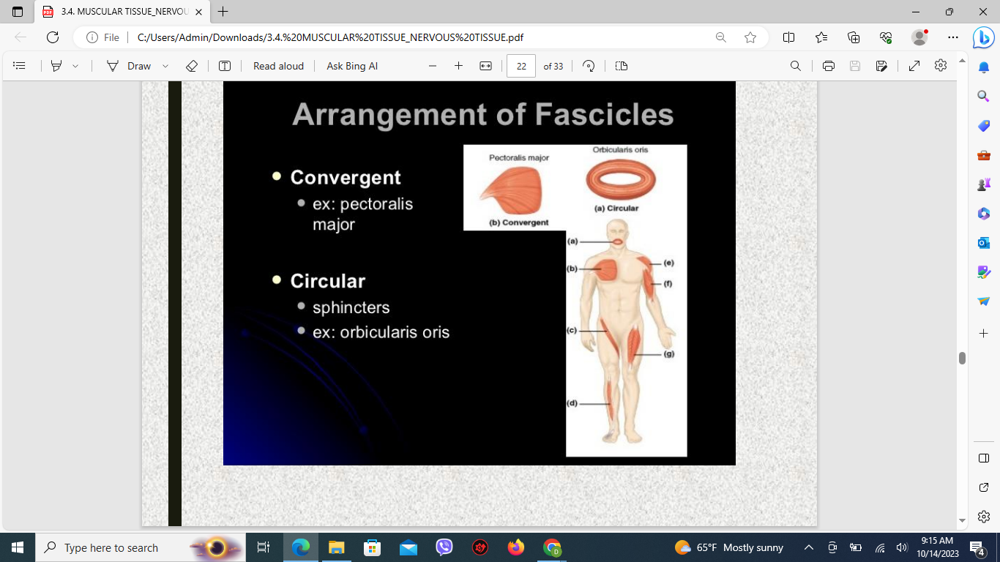 3.4. MUSCULAR TISSUE_NERVOU
File
C:/Users/Admin/Downloads/3.4.%20MUSCULAR%20TISSUE_NERVOUS%20TISSUE.pdf
Draw
Read aloud
Ask Bing AI
22
of 33
Arrangement of Fascicles
• Convergent
• ex: pectoralis
major
• Circular
• sphincters
• ex: orbicularis oris
Pectoralis major
(b) Convergent
Orbicularis oris
(a) Circular
(a)
(b)
(c)
(d)
(e)
(f)
(g)
Type here to search
65°F Mostly sunny
9:15 AM
10/14/2023
4